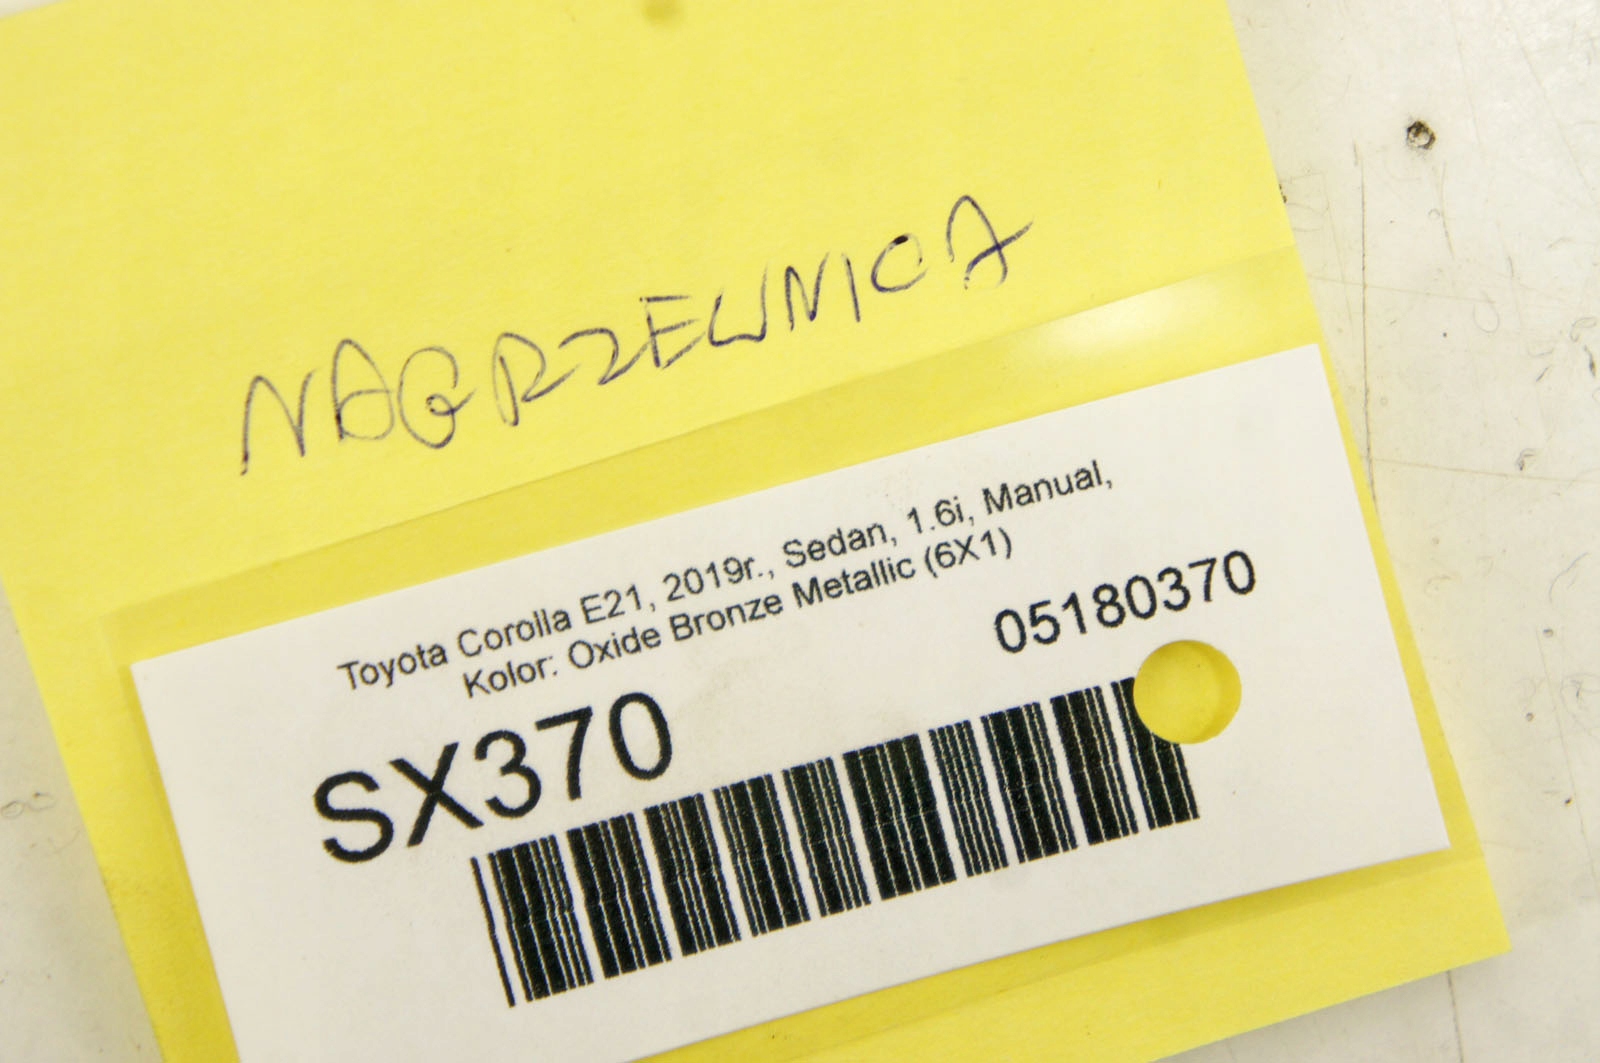 NAGRZEWNICA
Toyota Corolla E21, 2019r., Sedan, 1.6i, Manual,
Kolor: Oxide Bronze Metallic (6X1)
05180370
SX370